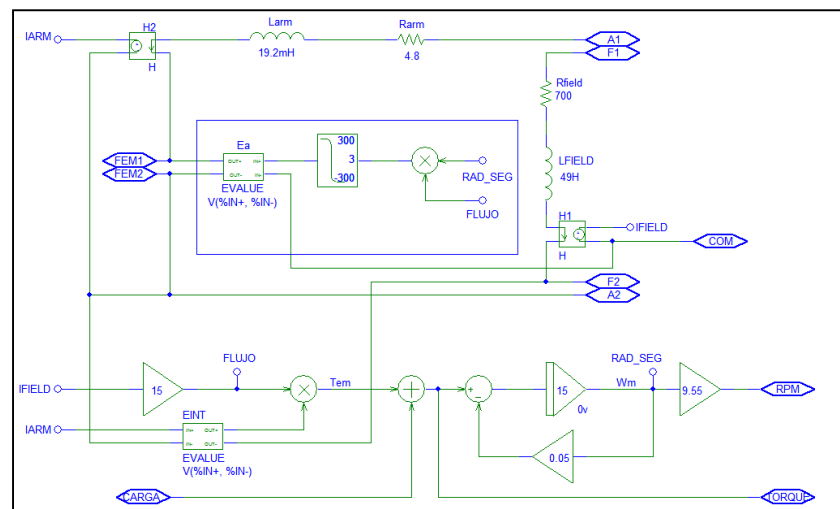 H2
Larm
Rarm
IARM
A1
F1
H
19.2mH
4.8
Rfield
700
Ea
300
3
-300
FEM1
FEM2
OUT+ IN+
OUT- IN-
EVALUE
V(%IN+, %IN-)
RAD_SEG
FLUJO
LFIELD
49H
H1
IFIELD
COM
H
F2
A2
FLUJO
RAD_SEG
IFIELD
15
Tem
15
Wm
9.55
RPM
0v
EINT
IARM
IN+ OUT+
IN- OUT-
EVALUE
V(%IN+, %IN-)
0.05
CARGA
TORQUE